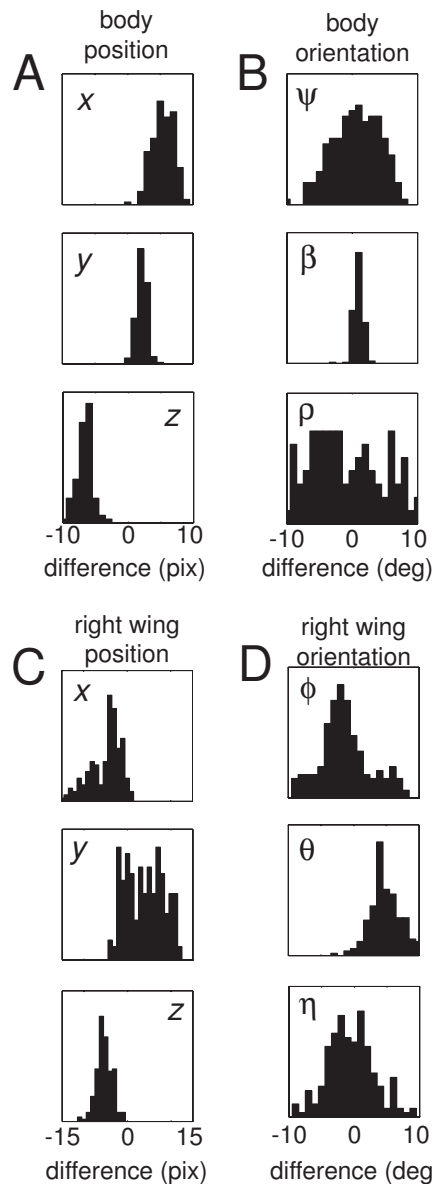 A
body
position
x
y
z
-10 0 10
difference (pix)
B
body
orientation
ψ
β
ρ
-10 0 10
difference (deg)
C
right wing
position
x
y
z
-15 0 15
difference (pix)
D
right wing
orientation
ϕ
θ
η
-10 0 10
difference (deg